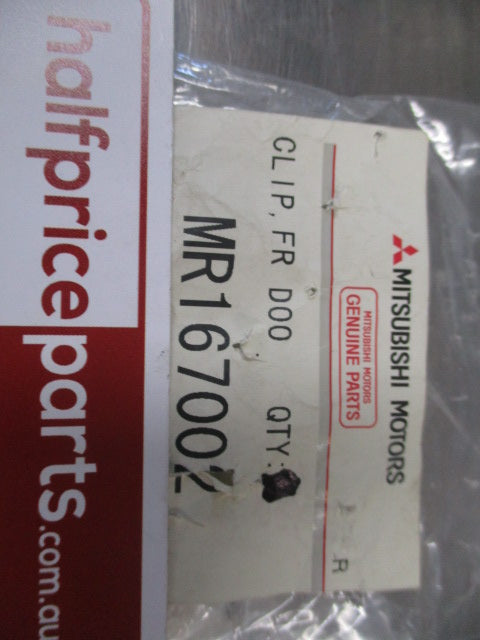 MITSUBISHI MOTORS
MITSUBISHI MOTORS
GENUINE PARTS
R
CLIP, FR DOO
QTY:
MR167002
halfpriceparts.com.au